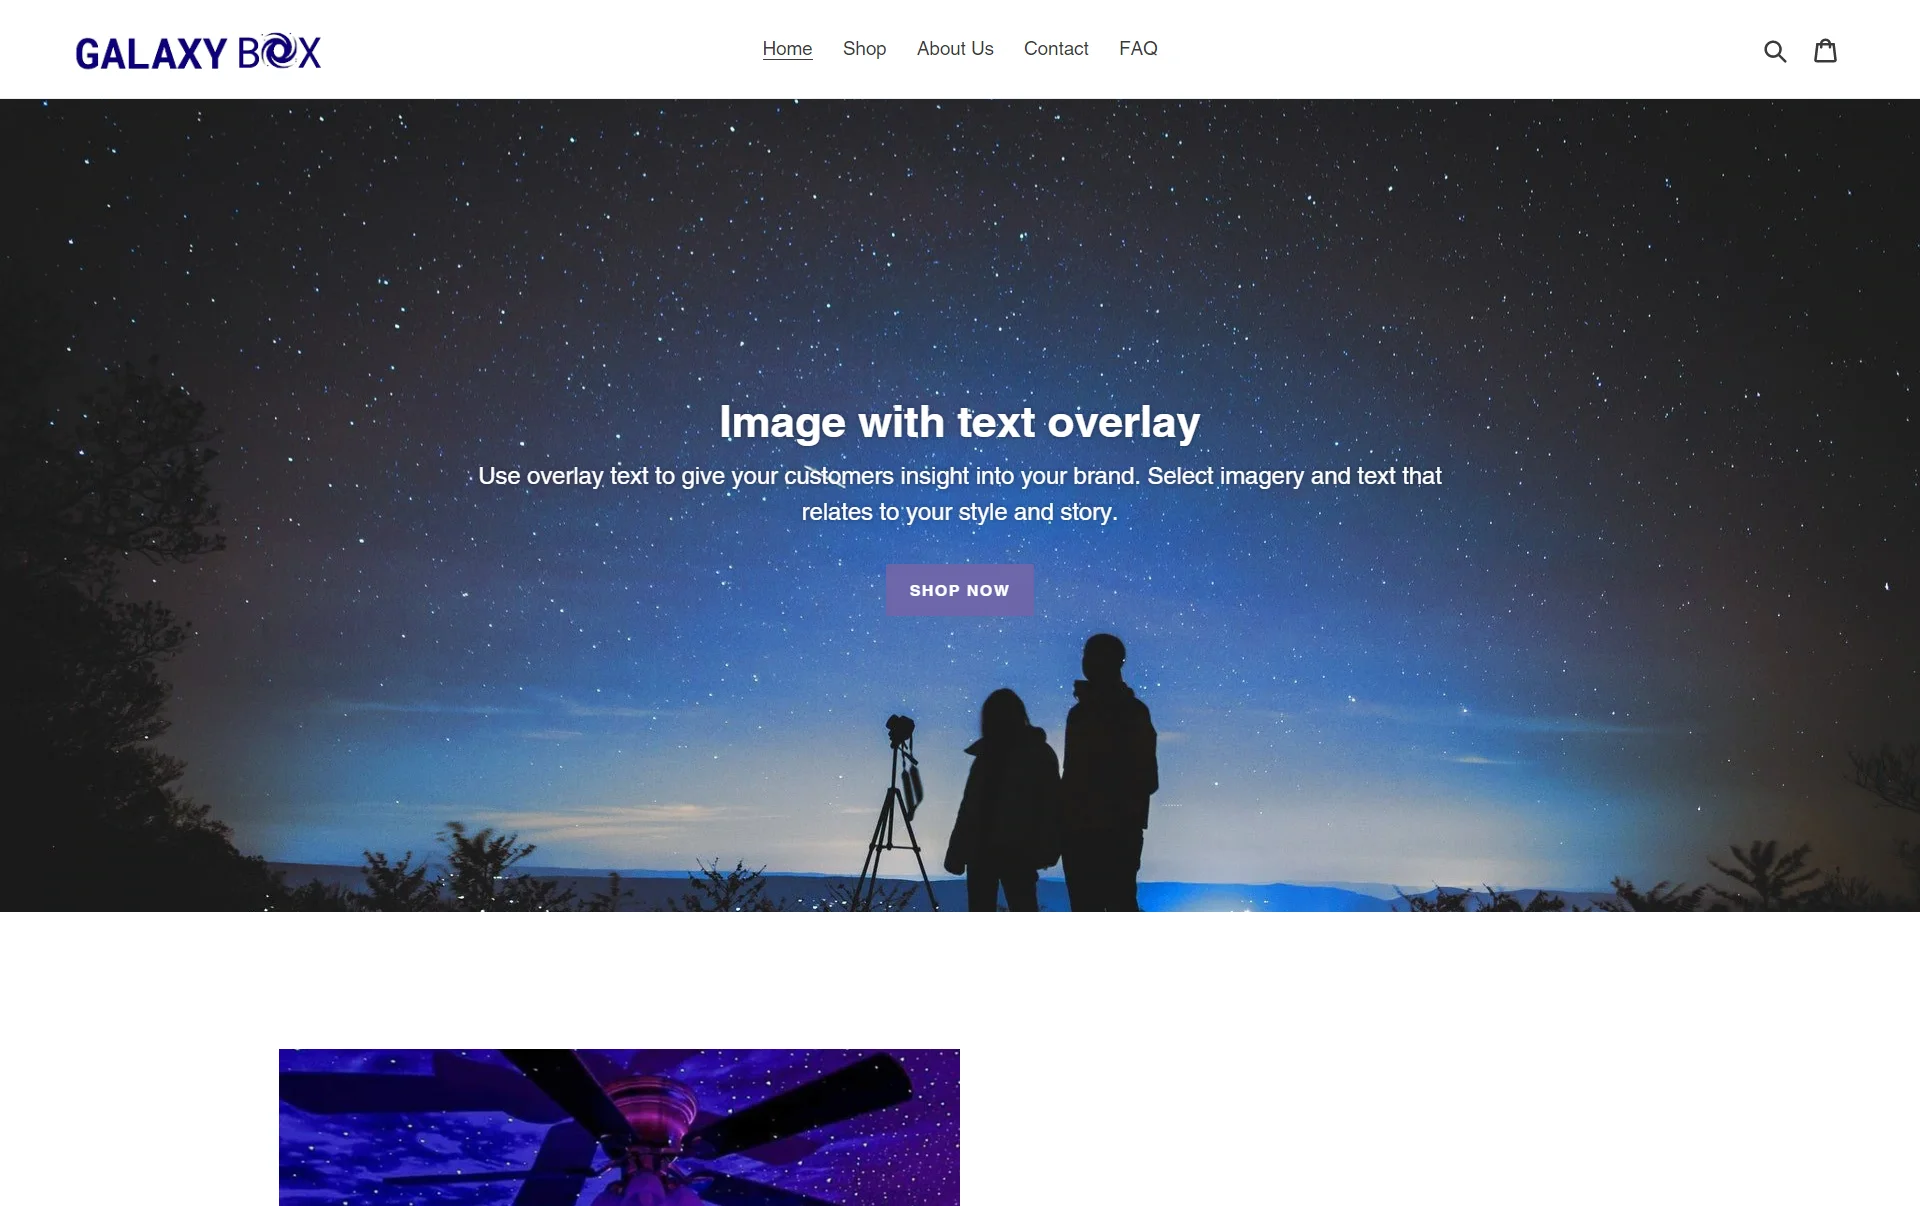 GALAXY BOX
Home Shop About Us Contact FAQ
Image with text overlay
Use overlay text to give your customers insight into your brand. Select imagery and text that
relates to your style and story.
SHOP NOW